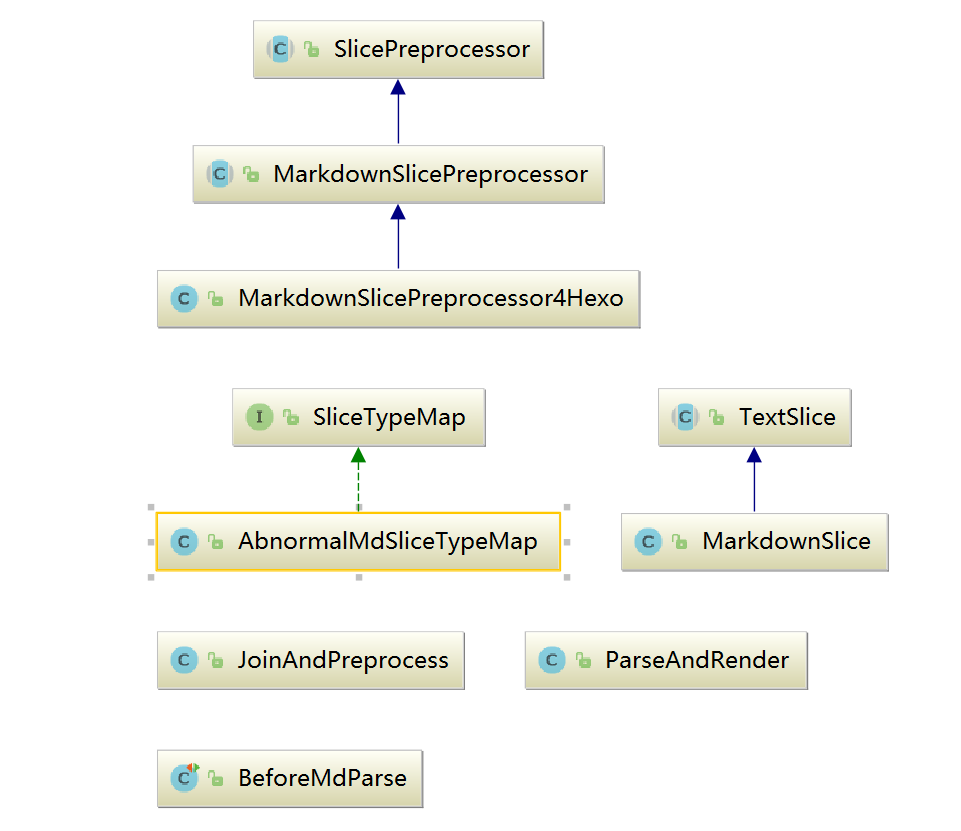 C SlicePreprocessor
C MarkdownSlicePreprocessor
C MarkdownSlicePreprocessor4Hexo
I SliceTypeMap
C TextSlice
C AbnormalMdSliceTypeMap
C MarkdownSlice
C JoinAndPreprocess
C ParseAndRender
C BeforeMdParse